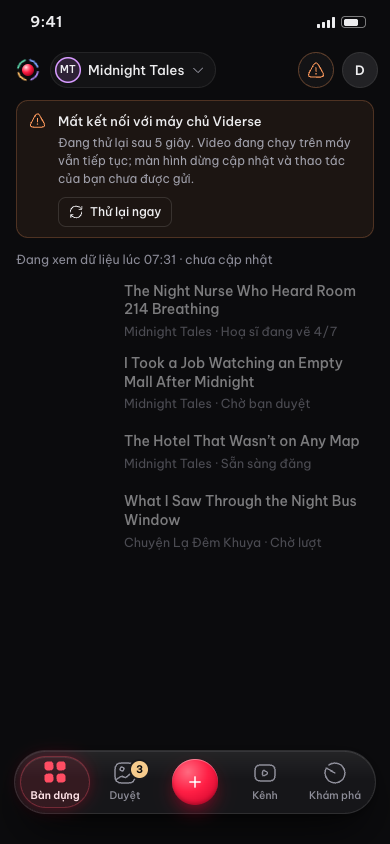 9:41
MT Midnight Tales
D
Mất kết nối với máy chủ Viderse
Đang thử lại sau 5 giây. Video đang chạy trên máy
vẫn tiếp tục; màn hình dừng cập nhật và thao tác
của bạn chưa được gửi.
Thử lại ngay
Đang xem dữ liệu lúc 07:31 · chưa cập nhật
The Night Nurse Who Heard Room
214 Breathing
Midnight Tales · Hoạ sĩ đang vẽ 4/7
I Took a Job Watching an Empty
Mall After Midnight
Midnight Tales · Chờ bạn duyệt
The Hotel That Wasn't on Any Map
Midnight Tales · Sẵn sàng đăng
What I Saw Through the Night Bus
Window
Chuyện Lạ Đêm Khuya · Chờ lượt
3
Bàn dựng Duyệt Kênh Khám phá